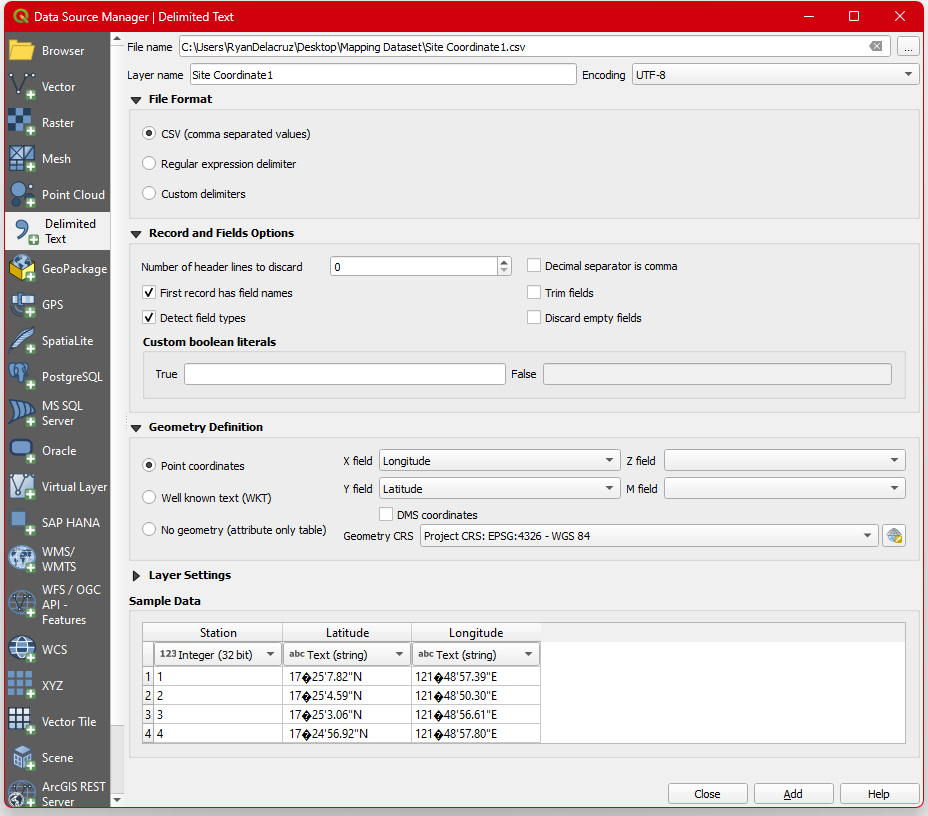 Data Source Manager | Delimited Text
Browser
Vector
Raster
Mesh
Point Cloud
Delimited
Text
GeoPackage
GPS
SpatiaLite
PostgreSQL
MS SQL
Server
Oracle
Virtual Layer
SAP HANA
WMS/
WMTS
WFS / OGC
API -
Features
WCS
XYZ
Vector Tile
Scene
ArcGIS REST
Server
File name C:\Users\RyanDelacruz\Desktop\Mapping Dataset\Site Coordinate1.csv ...
Layer name Site Coordinate1 Encoding UTF-8
File Format
CSV (comma separated values)
Regular expression delimiter
Custom delimiters
Record and Fields Options
Number of header lines to discard 0 Decimal separator is comma
First record has field names Trim fields
Detect field types Discard empty fields
Custom boolean literals
True False
Geometry Definition
Point coordinates X field Longitude Z field
Well known text (WKT) Y field Latitude M field
DMS coordinates
No geometry (attribute only table) Geometry CRS Project CRS: EPSG:4326 - WGS 84
Layer Settings
Sample Data
Station Latitude Longitude
123 Integer (32 bit) abc Text (string) abc Text (string)
1 1 17�25'7.82"N 121�48'57.39"E
2 2 17�25'4.59"N 121�48'50.30"E
3 3 17�25'3.06"N 121�48'56.61"E
4 4 17�24'56.92"N 121�48'57.80"E
Close Add Help